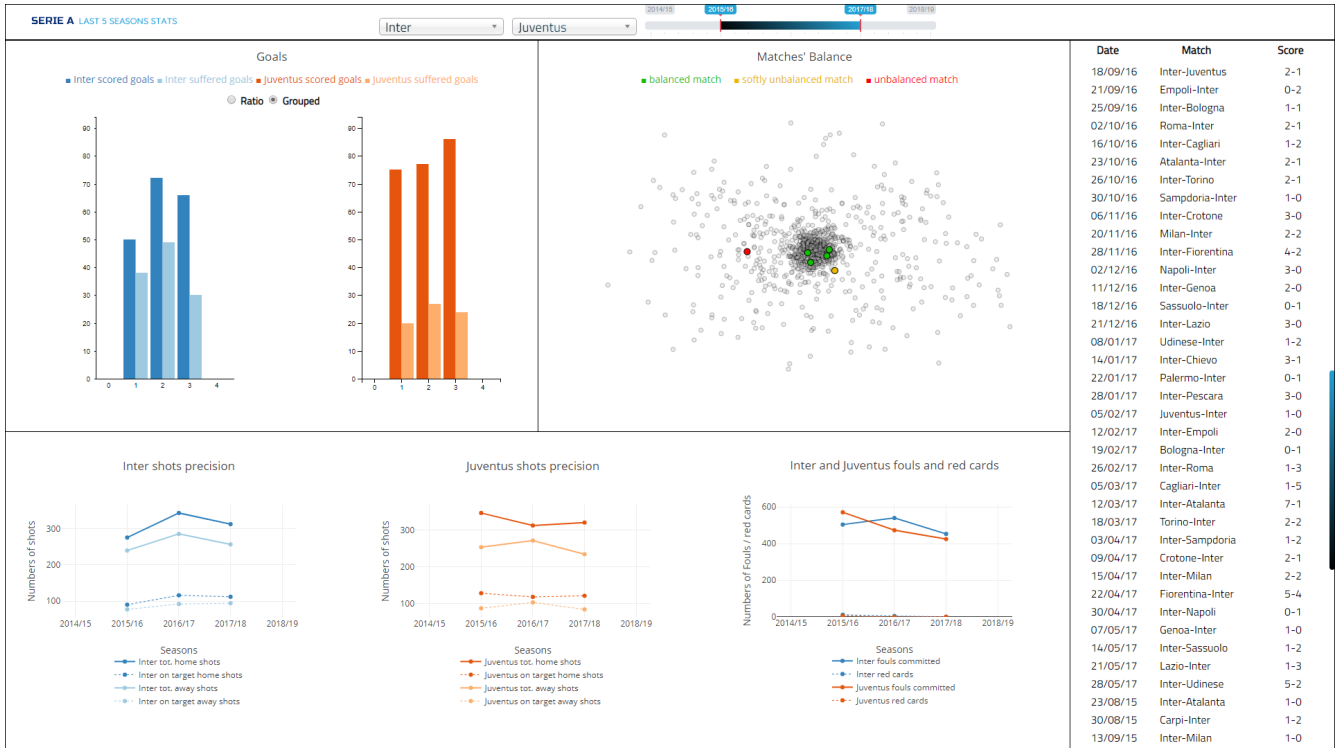 SERIE A LAST 5 SEASONS STATS
Inter
Juventus
2014/15 2015/16 2017/18 2018/19
Goals
Inter scored goals Inter suffered goals Juventus scored goals Juventus suffered goals
Ratio Grouped
90
80
70
60
50
40
30
20
10
0
0 1 2 3 4
90
80
70
60
50
40
30
20
10
0
0 1 2 3 4
Matches' Balance
balanced match softly unbalanced match unbalanced match
Inter shots precision
Numbers of shots
300
200
100
2014/15 2015/16 2016/17 2017/18 2018/19
Seasons
Inter tot. home shots
Inter on target home shots
Inter tot. away shots
Inter on target away shots
Juventus shots precision
Numbers of shots
300
200
100
2014/15 2015/16 2016/17 2017/18 2018/19
Seasons
Juventus tot. home shots
Juventus on target home shots
Juventus tot. away shots
Juventus on target away shots
Inter and Juventus fouls and red cards
Numbers of Fouls / red cards
600
400
200
0
2014/15 2015/16 2016/17 2017/18 2018/19
Seasons
Inter fouls committed
Inter red cards
Juventus fouls committed
Juventus red cards
Date Match Score
18/09/16 Inter-Juventus 2-1
21/09/16 Empoli-Inter 0-2
25/09/16 Inter-Bologna 1-1
02/10/16 Roma-Inter 2-1
16/10/16 Inter-Cagliari 1-2
23/10/16 Atalanta-Inter 2-1
26/10/16 Inter-Torino 2-1
30/10/16 Sampdoria-Inter 1-0
06/11/16 Inter-Crotone 3-0
20/11/16 Milan-Inter 2-2
28/11/16 Inter-Fiorentina 4-2
02/12/16 Napoli-Inter 3-0
11/12/16 Inter-Genoa 2-0
18/12/16 Sassuolo-Inter 0-1
21/12/16 Inter-Lazio 3-0
08/01/17 Udinese-Inter 1-2
14/01/17 Inter-Chievo 3-1
22/01/17 Palermo-Inter 0-1
28/01/17 Inter-Pescara 3-0
05/02/17 Juventus-Inter 1-0
12/02/17 Inter-Empoli 2-0
19/02/17 Bologna-Inter 0-1
26/02/17 Inter-Roma 1-3
05/03/17 Cagliari-Inter 1-5
12/03/17 Inter-Atalanta 7-1
18/03/17 Torino-Inter 2-2
03/04/17 Inter-Sampdoria 1-2
09/04/17 Crotone-Inter 2-1
15/04/17 Inter-Milan 2-2
22/04/17 Fiorentina-Inter 5-4
30/04/17 Inter-Napoli 0-1
07/05/17 Genoa-Inter 1-0
14/05/17 Inter-Sassuolo 1-2
21/05/17 Lazio-Inter 1-3
28/05/17 Inter-Udinese 5-2
23/08/15 Inter-Atalanta 1-0
30/08/15 Carpi-Inter 1-2
13/09/15 Inter-Milan 1-0